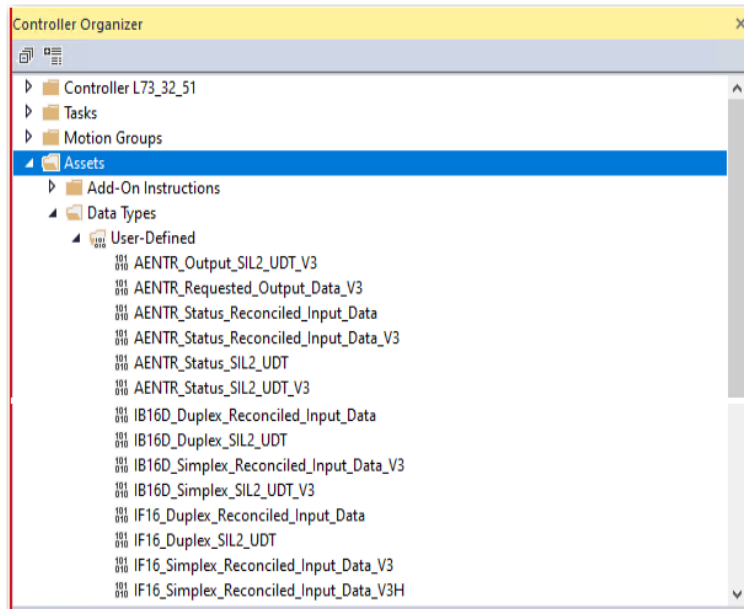 Controller Organizer
Controller L73_32_51
Tasks
Motion Groups
Assets
Add-On Instructions
Data Types
User-Defined
AENTR_Output_SIL2_UDT_V3
AENTR_Requested_Output_Data_V3
AENTR_Status_Reconciled_Input_Data
AENTR_Status_Reconciled_Input_Data_V3
AENTR_Status_SIL2_UDT
AENTR_Status_SIL2_UDT_V3
IB16D_Duplex_Reconciled_Input_Data
IB16D_Duplex_SIL2_UDT
IB16D_Simplex_Reconciled_Input_Data_V3
IB16D_Simplex_SIL2_UDT_V3
IF16_Duplex_Reconciled_Input_Data
IF16_Duplex_SIL2_UDT
IF16_Simplex_Reconciled_Input_Data_V3
IF16_Simplex_Reconciled_Input_Data_V3H